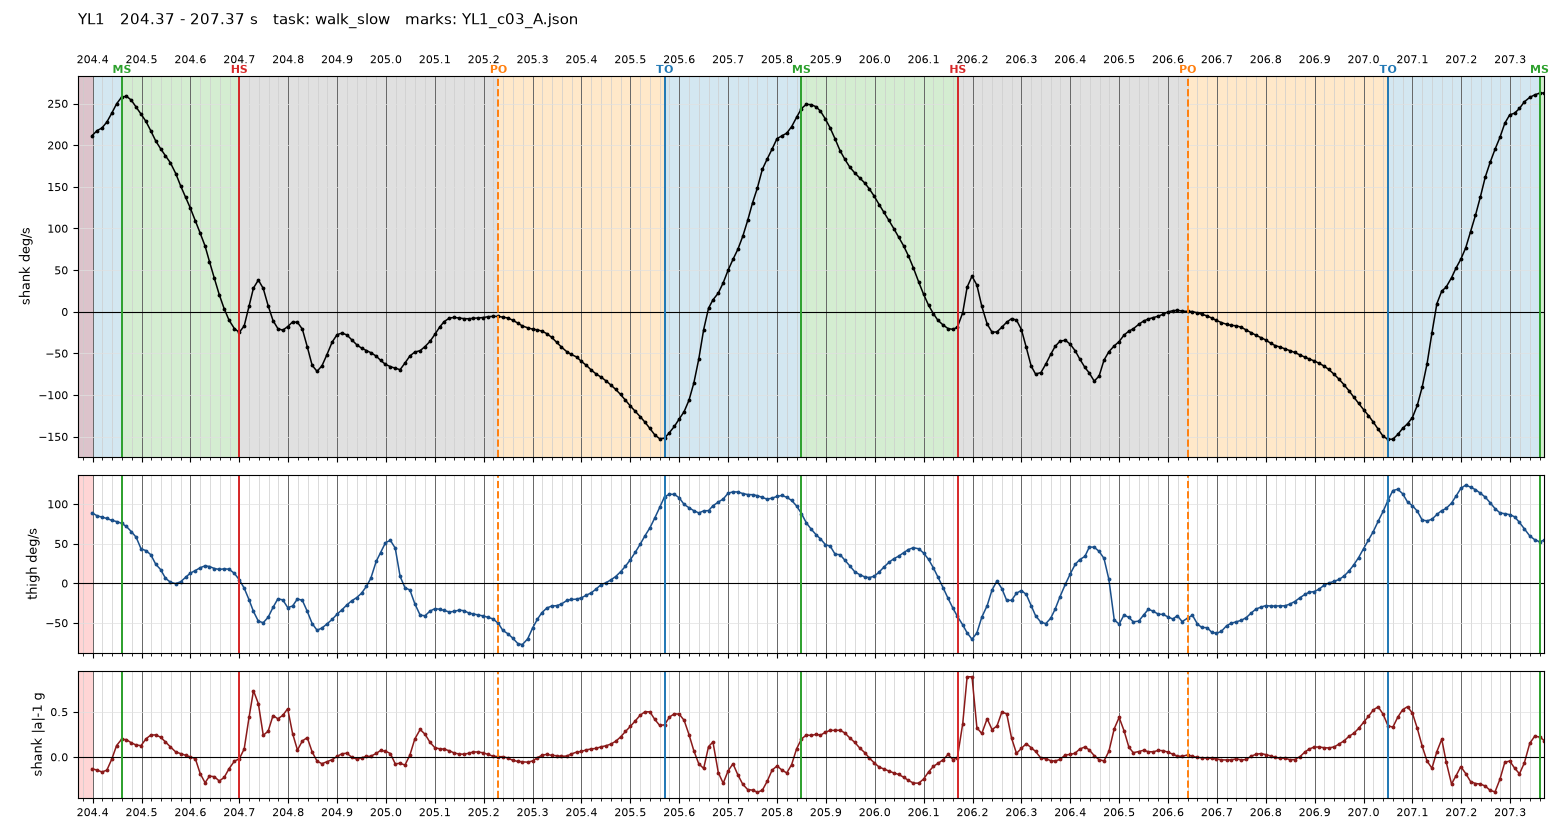 YL1 204.37 - 207.37 s task: walk_slow marks: YL1_c03_A.json
204.4 204.5 204.6 204.7 204.8 204.9 205.0 205.1 205.2 205.3 205.4 205.5 205.6 205.7 205.8 205.9 206.0 206.1 206.2 206.3 206.4 206.5 206.6 206.7 206.8 206.9 207.0 207.1 207.2 207.3
MS HS PO TO MS HS PO TO MS
250
200
150
100
50
0
−50
−100
−150
shank deg/s
100
50
0
−50
thigh deg/s
0.5
0.0
shank |a|-1 g
204.4 204.5 204.6 204.7 204.8 204.9 205.0 205.1 205.2 205.3 205.4 205.5 205.6 205.7 205.8 205.9 206.0 206.1 206.2 206.3 206.4 206.5 206.6 206.7 206.8 206.9 207.0 207.1 207.2 207.3